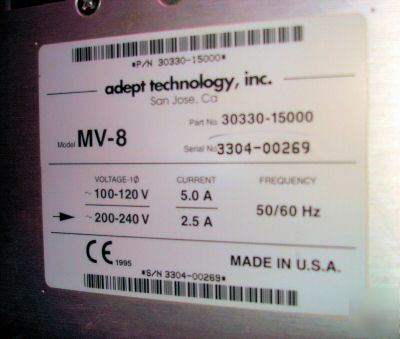 *P/N 30330-15000*
adept technology, inc.
San Jose, Ca
Part No. 30330-15000
Model MV-8
Serial No. 3304-00269
VOLTAGE-1Ø CURRENT FREQUENCY
~100-120 V 5.0 A
50/60 Hz
~200-240 V 2.5 A
CE 1995
MADE IN U.S.A.
*S/N 3304-00269*